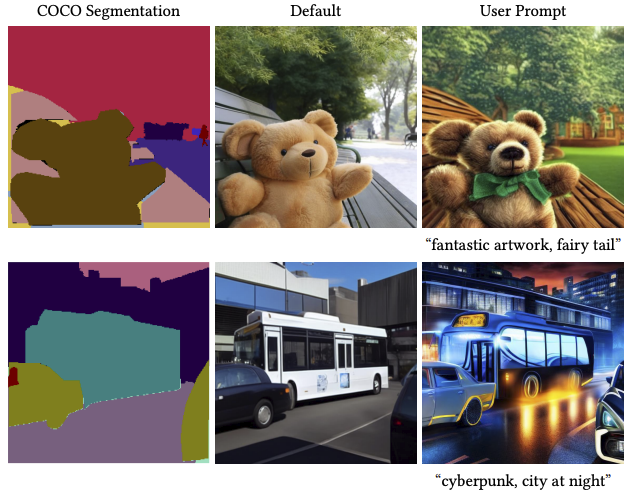 COCO Segmentation
Default
User Prompt
“fantastic artwork, fairy tail”
“cyberpunk, city at night”